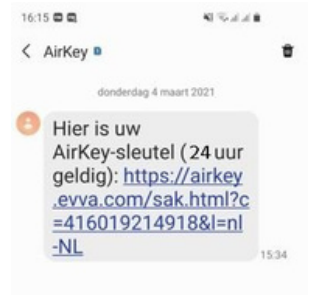 16:15
AirKey
donderdag 4 maart 2021
Hier is uw
AirKey-sleutel (24 uur
geldig): https://airkey
.evva.com/sak.html?c
=416019214918&l=nl
-NL
15:34